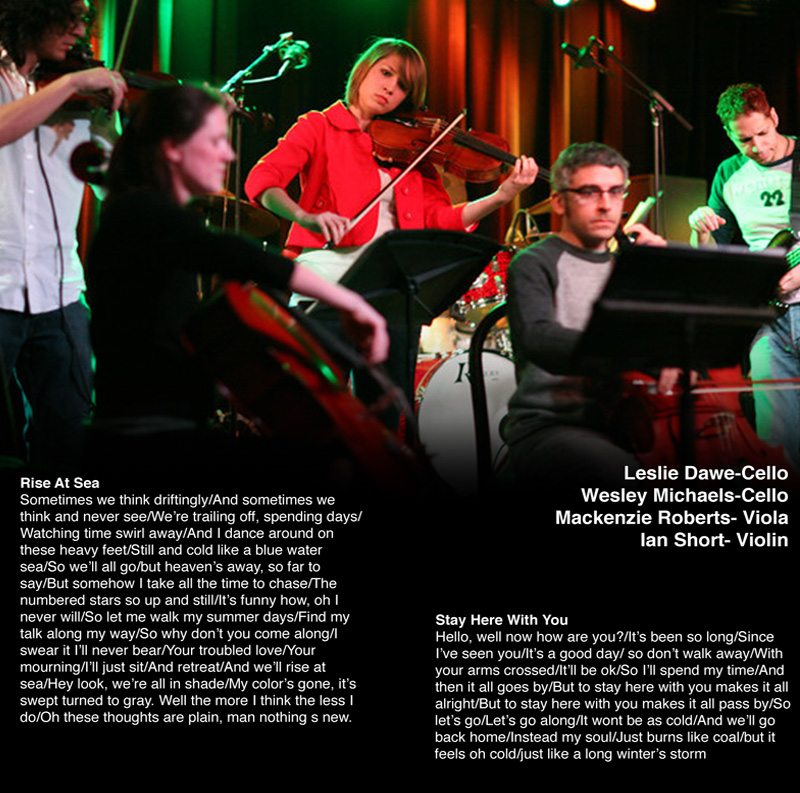 22
Rise At Sea
Sometimes we think driftingly/And sometimes we
think and never see/We're trailing off, spending days/
Watching time swirl away/And I dance around on
these heavy feet/Still and cold like a blue water
sea/So we'll all go/but heaven's away, so far to
say/But somehow I take all the time to chase/The
numbered stars so up and still/It's funny how, oh I
never will/So let me walk my summer days/Find my
talk along my way/So why don't you come along/I
swear it I'll never bear/Your troubled love/Your
mourning/I'll just sit/And retreat/And we'll rise at
sea/Hey look, we're all in shade/My color's gone, it's
swept turned to gray. Well the more I think the less I
do/Oh these thoughts are plain, man nothing s new.
Leslie Dawe-Cello
Wesley Michaels-Cello
Mackenzie Roberts- Viola
Ian Short- Violin
Stay Here With You
Hello, well now how are you?/It's been so long/Since
I've seen you/It's a good day/ so don't walk away/With
your arms crossed/It'll be ok/So I'll spend my time/And
then it all goes by/But to stay here with you makes it all
alright/But to stay here with you makes it all pass by/So
let's go/Let's go along/It wont be as cold/And we'll go
back home/Instead my soul/Just burns like coal/but it
feels oh cold/just like a long winter's storm